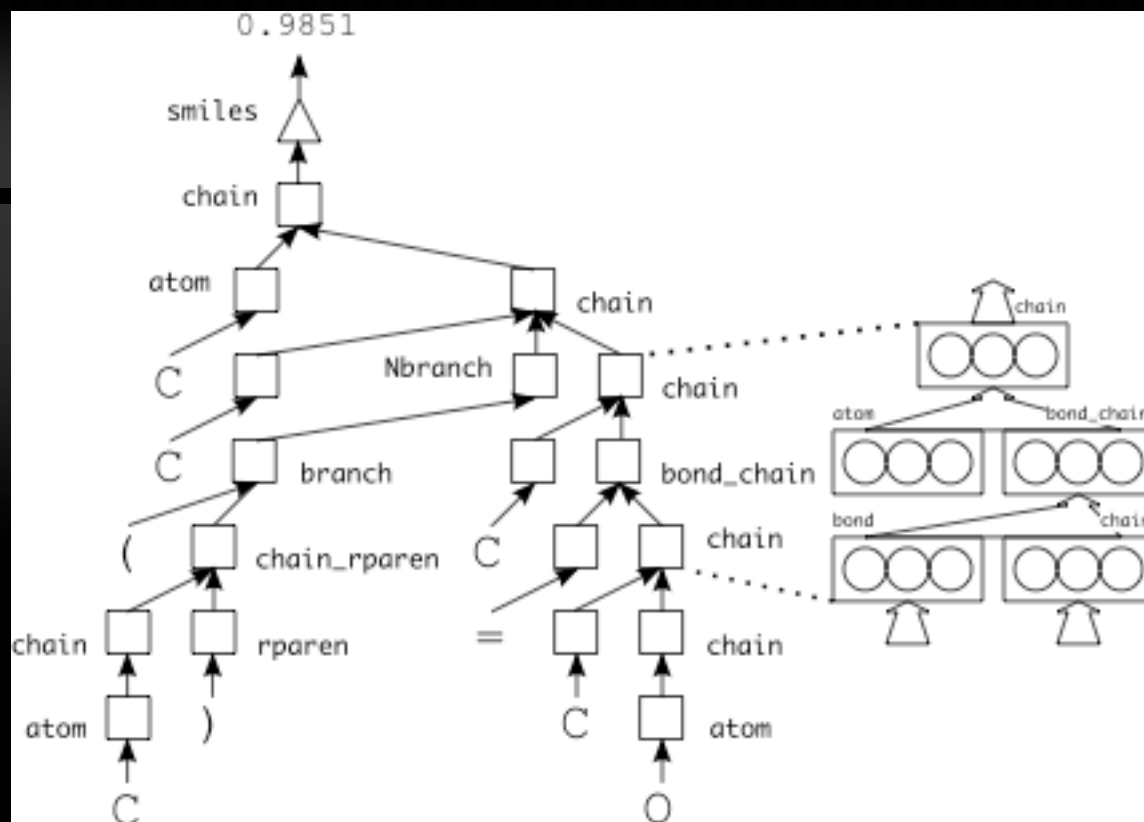 0.9851
smiles
chain
atom
chain
chain
C
Nbranch
chain
atom
bond_chain
C
branch
bond_chain
bond
chain
(
chain_rparen
C
chain
chain
rparen
=
chain
atom
)
C
atom
C
O